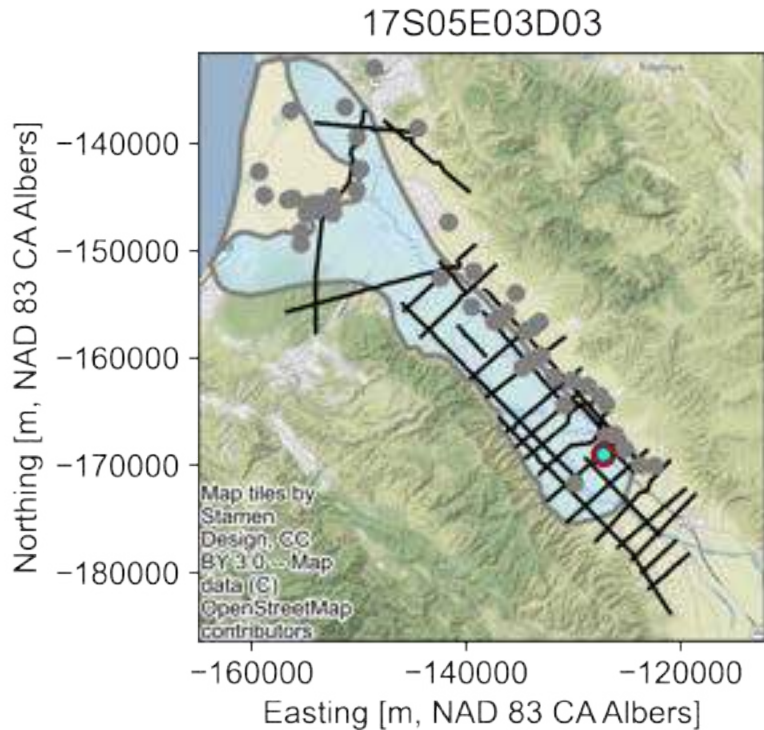 17S05E03D03
Northing [m, NAD 83 CA Albers]
−140000
−150000
−160000
−170000
−180000
Map tiles by
Stamen
Design, CC
BY 3.0 -- Map
data (C)
OpenStreetMap
contributors
−160000 −140000 −120000
Easting [m, NAD 83 CA Albers]